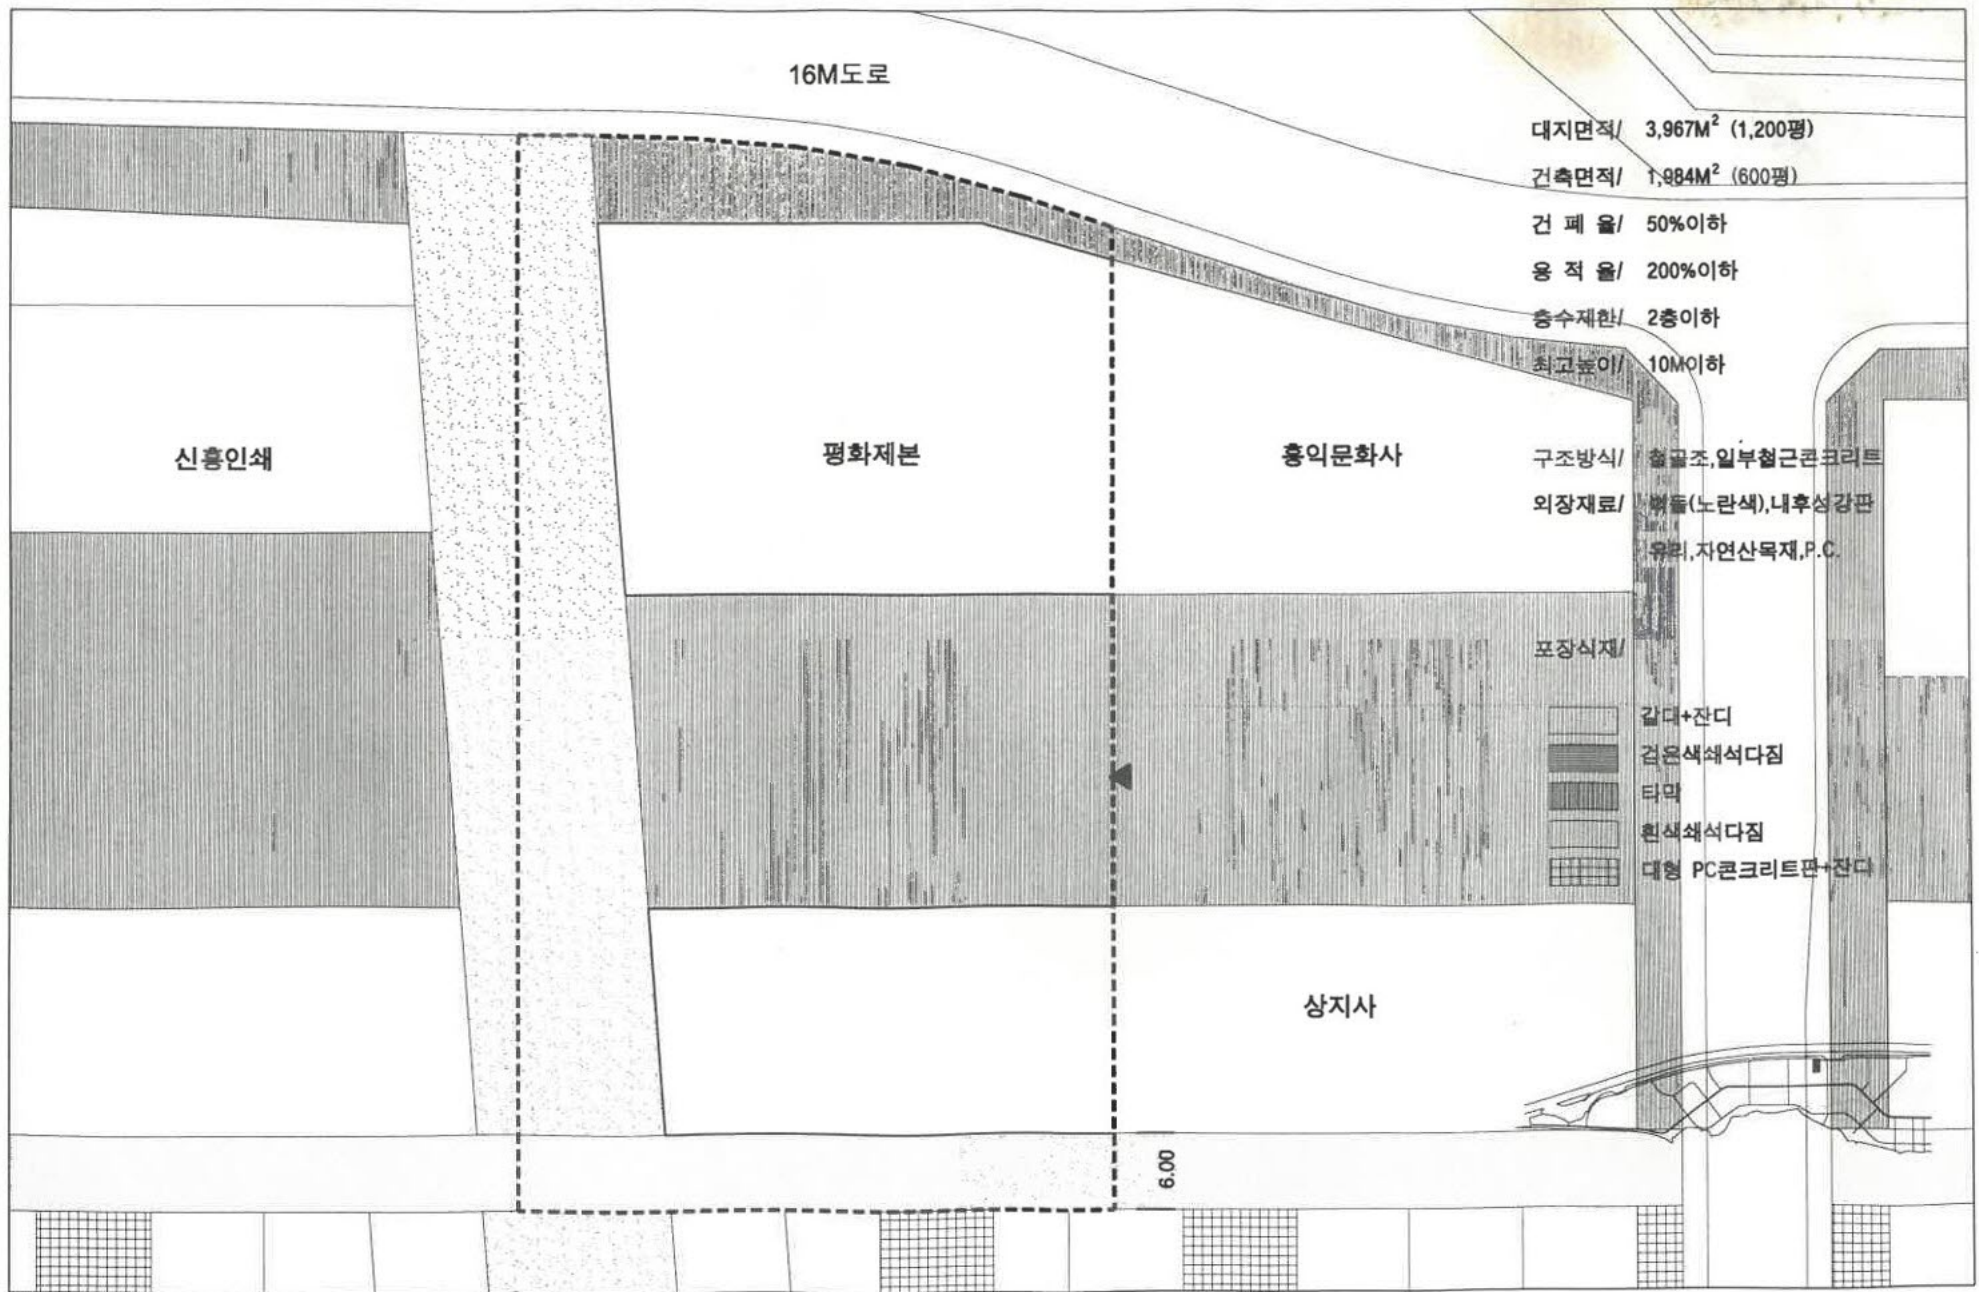 16M도로
대지면적/ 3,967M² (1,200평)
건축면적/ 1,984M² (600평)
건 폐 율/ 50%이하
용 적 율/ 200%이하
층수제한/ 2층이하
최고높이/ 10M이하
신흥인쇄
평화제본
홍익문화사
구조방식/ 철골조,일부철근콘크리트
외장재료/ 벽돌(노란색),내후성강판
유리,자연산목재,P.C.
포장식재/
갈대+잔디
검은색쇄석다짐
타막
흰색쇄석다짐
대형 PC콘크리트판+잔디
상지사
6.00